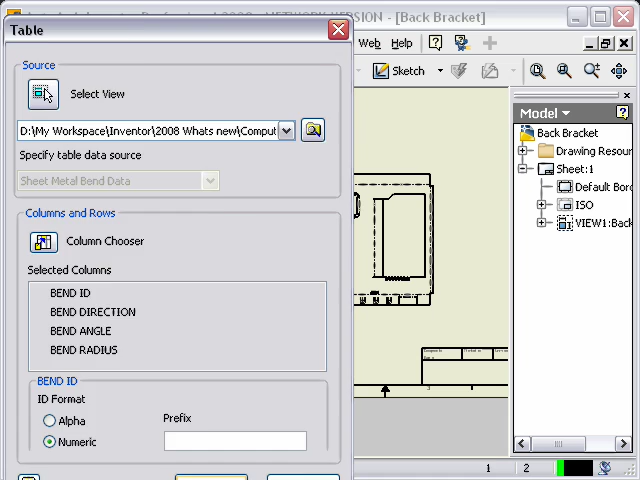 NETWORK VERSION - [Back Bracket]
Table
Web Help
Source
Select View
Sketch
D:\My Workspace\Inventor\2008 Whats new\Comput
Specify table data source
Sheet Metal Bend Data
Model
Back Bracket
Drawing Resour
Sheet:1
Default Bord
ISO
VIEW1:Back
Columns and Rows
Column Chooser
Selected Columns
BEND ID
BEND DIRECTION
BEND ANGLE
BEND RADIUS
BEND ID
ID Format
Alpha
Prefix
Numeric
1 2